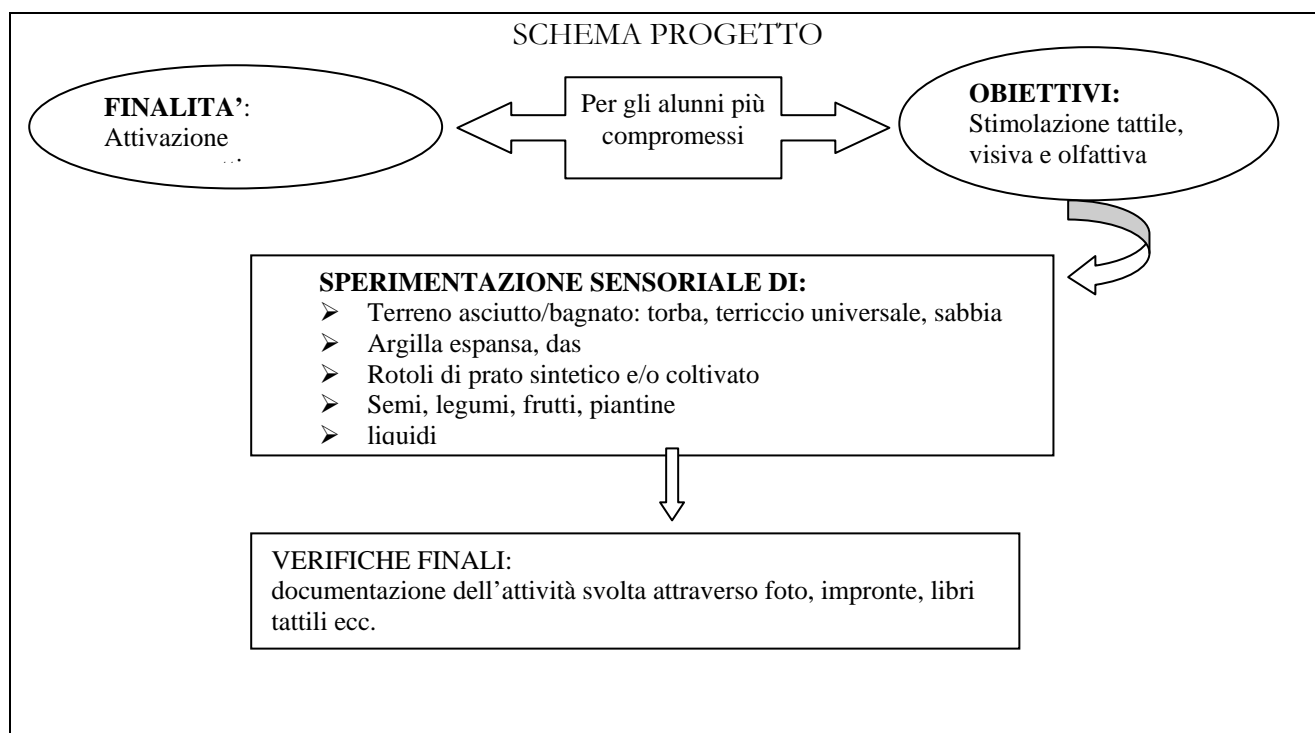 SCHEMA PROGETTO
FINALITA’:
Attivazione
Per gli alunni più
compromessi
OBIETTIVI:
Stimolazione tattile,
visiva e olfattiva
SPERIMENTAZIONE SENSORIALE DI:
➢ Terreno asciutto/bagnato: torba, terriccio universale, sabbia
➢ Argilla espansa, das
➢ Rotoli di prato sintetico e/o coltivato
➢ Semi, legumi, frutti, piantine
➢ liquidi
VERIFICHE FINALI:
documentazione dell’attività svolta attraverso foto, impronte, libri
tattili ecc.